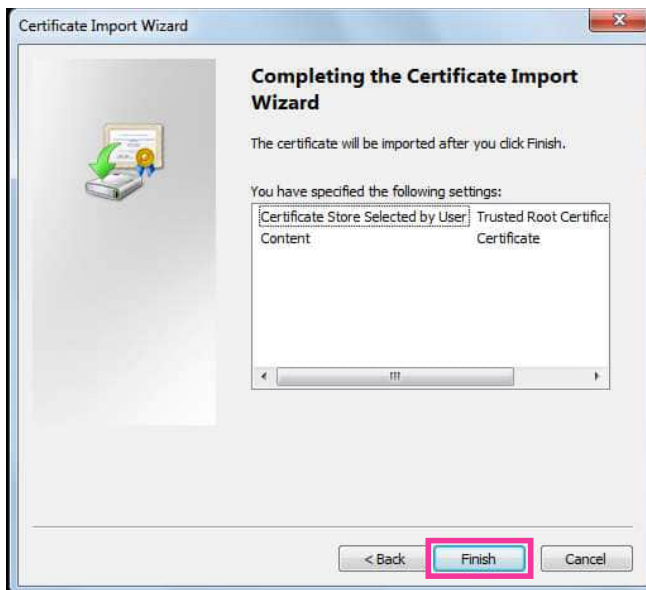 Certificate Import Wizard
Completing the Certificate Import
Wizard
The certificate will be imported after you click Finish.
You have specified the following settings:
Certificate Store Selected by User Trusted Root Certifica
Content Certificate
< Back Finish Cancel